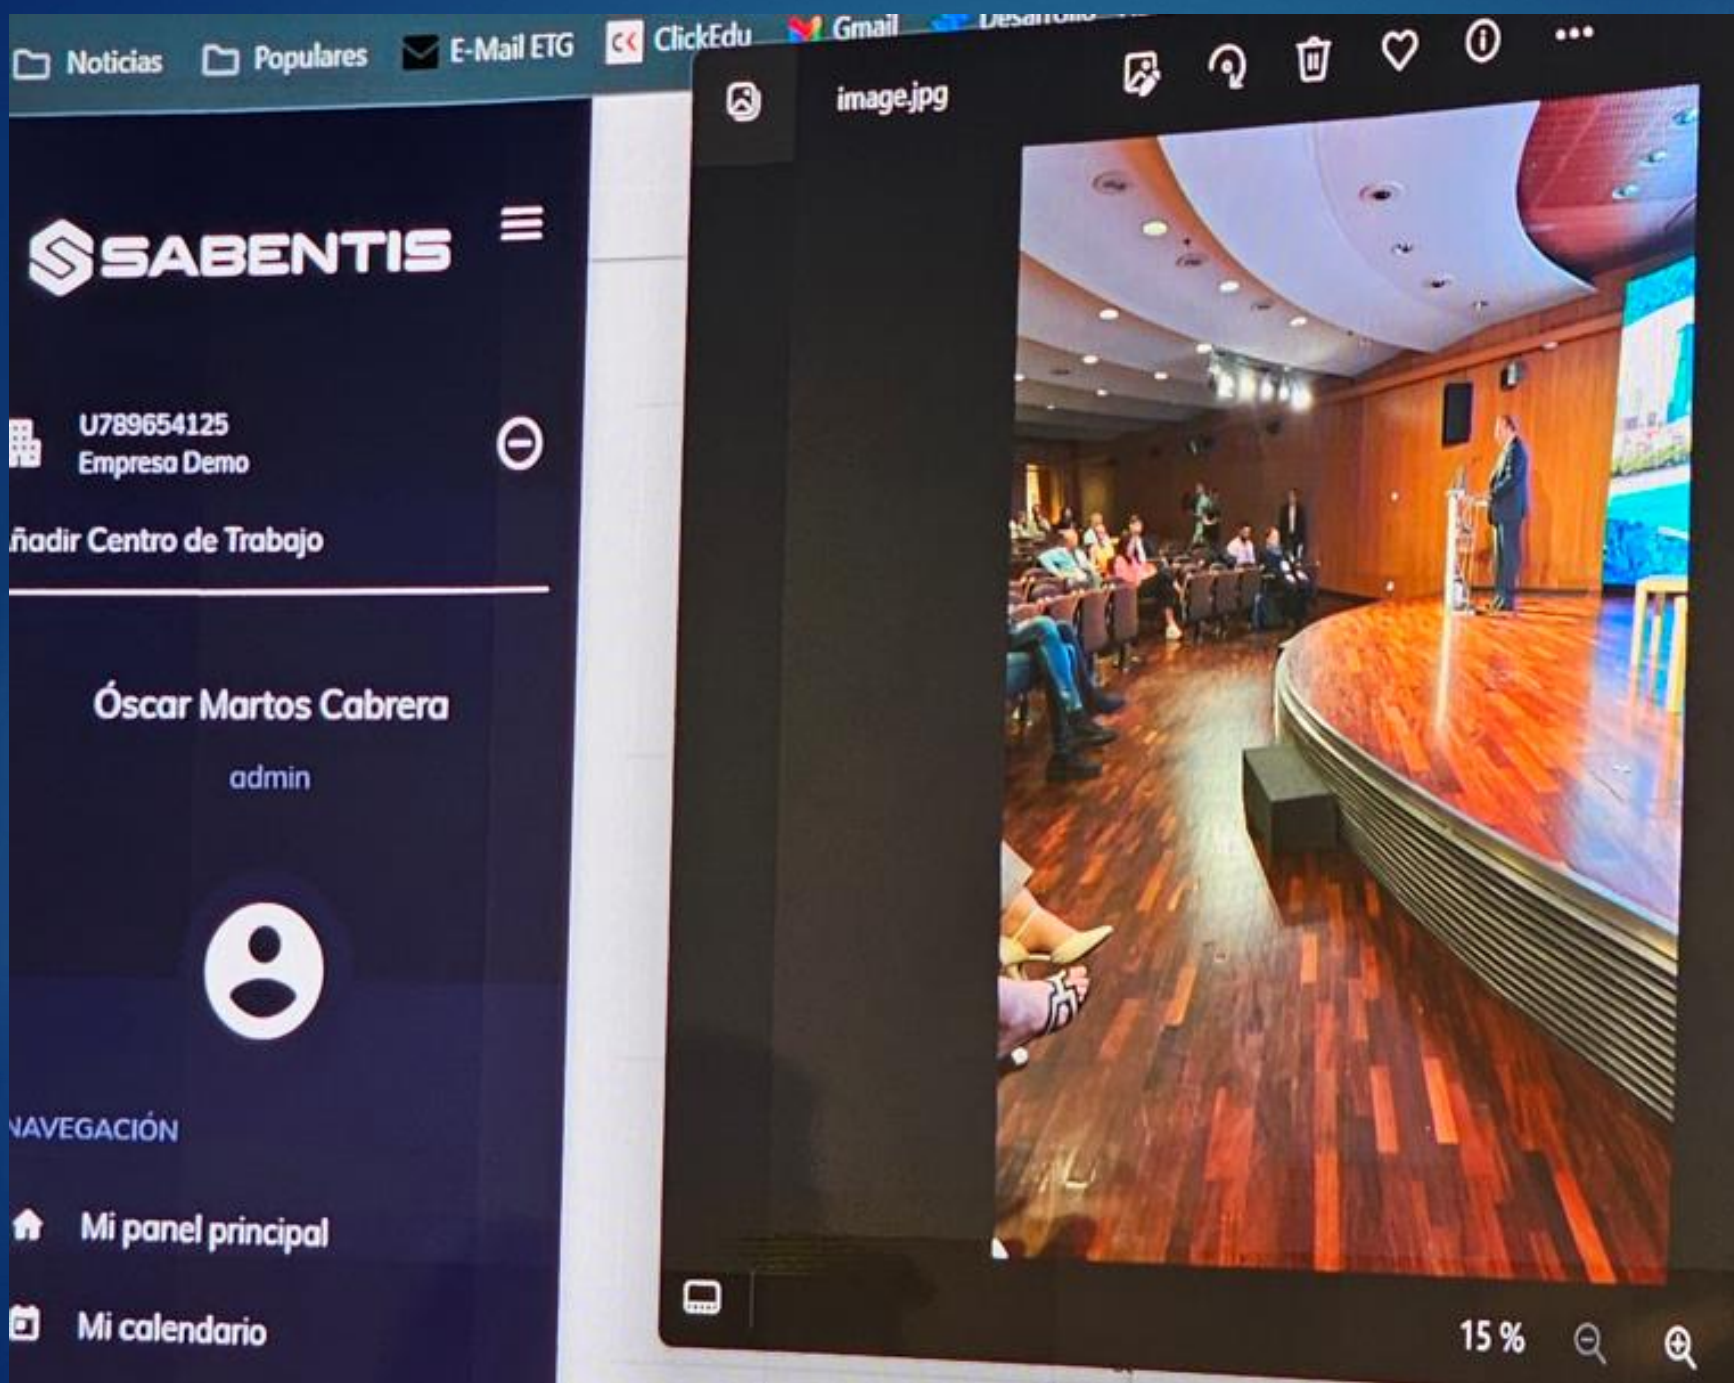 Noticias
Populares
E-Mail ETG
ClickEdu
Gmail
SABENTIS
U789654125
Empresa Demo
ñadir Centro de Trabajo
Óscar Martos Cabrera
admin
NAVEGACIÓN
Mi panel principal
Mi calendario
image.jpg
15 %